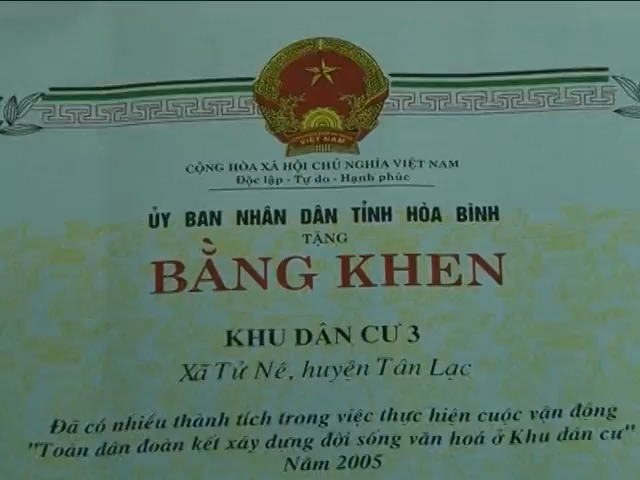 VIỆT NAM
CỘNG HÒA XÃ HỘI CHỦ NGHĨA VIỆT NAM
Độc lập - Tự do - Hạnh phúc
ỦY BAN NHÂN DÂN TỈNH HÒA BÌNH
TẶNG
BẰNG KHEN
KHU DÂN CƯ 3
Xã Tử Nê, huyện Tân Lạc
Đã có nhiều thành tích trong việc thực hiện cuộc vận động
"Toàn dân đoàn kết xây dựng đời sống văn hoá ở Khu dân cư"
Năm 2005